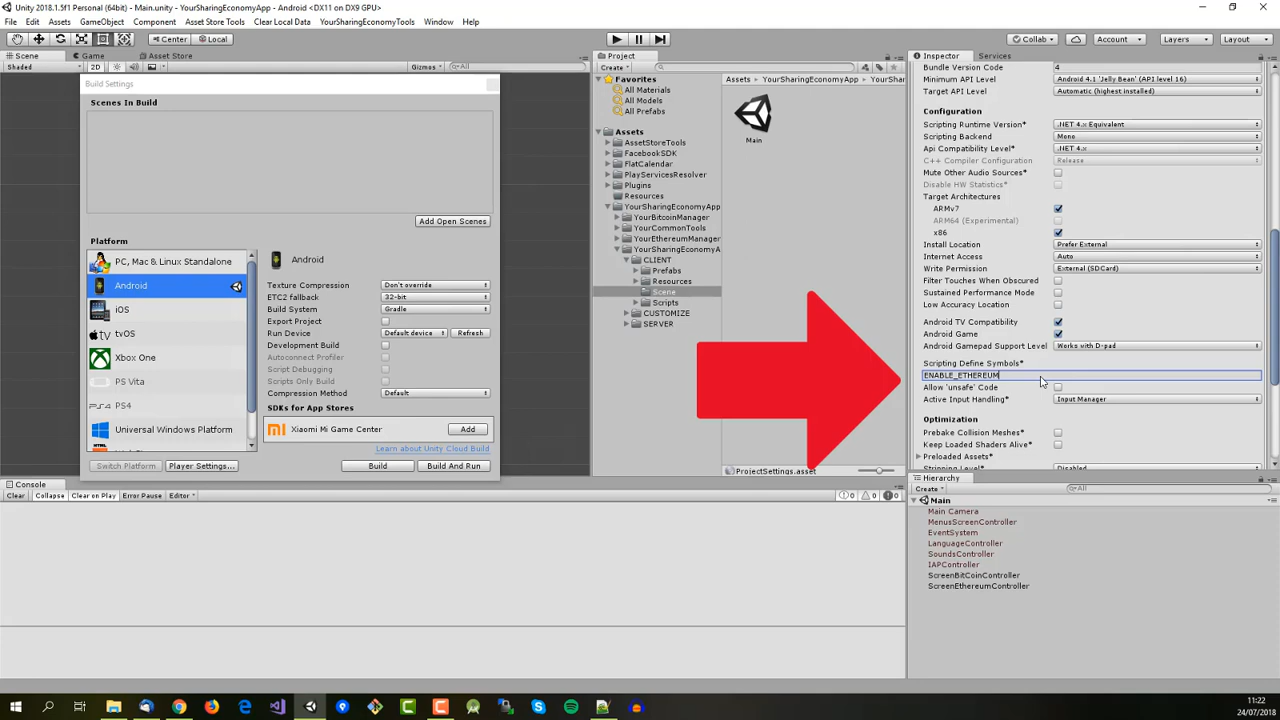 Unity 2018.1.5f1 Personal (64bit) - Main.unity - YourSharingEconomyApp - Android <DX11 on DX9 GPU>
File Edit Assets GameObject Component Asset Store Tools Clear Local Data YourSharingEconomyTools Window Help
Center Local Collab Account Layers Layout
Scene Game Asset Store
Shaded 2D Gizmos All
Build Settings
Scenes In Build
Add Open Scenes
Platform
PC, Mac & Linux Standalone
Android
iOS
tvOS
Xbox One
PS Vita
PS4
Universal Windows Platform
Switch Platform Player Settings...
Android
Texture Compression Don't override
ETC2 fallback 32-bit
Build System Gradle
Export Project
Run Device Default device Refresh
Development Build
Autoconnect Profiler
Script Debugging
Scripts Only Build
Compression Method Default
SDKs for App Stores
Xiaomi Mi Game Center Add
Learn about Unity Cloud Build
Build Build And Run
Project
Create
Favorites
All Materials
All Models
All Prefabs
Assets
AssetStoreTools
FacebookSDK
FlatCalendar
PlayServicesResolver
Plugins
Resources
YourSharingEconomyApp
YourBitcoinManager
YourCommonTools
YourEthereumManager
YourSharingEconomyA
CLIENT
Prefabs
Resources
Scene
Scripts
CUSTOMIZE
SERVER
Assets YourSharingEconomyApp YourShar
Main
ProjectSettings.asset
Inspector Services
Bundle Version Code 4
Minimum API Level Android 4.1 'Jelly Bean' (API level 16)
Target API Level Automatic (highest installed)
Configuration
Scripting Runtime Version* .NET 4.x Equivalent
Scripting Backend Mono
Api Compatibility Level* .NET 4.x
C++ Compiler Configuration Release
Mute Other Audio Sources*
Disable HW Statistics*
Target Architectures
ARMv7
ARM64 (Experimental)
x86
Install Location Prefer External
Internet Access Auto
Write Permission External (SDCard)
Filter Touches When Obscured
Sustained Performance Mode
Low Accuracy Location
Android TV Compatibility
Android Game
Android Gamepad Support Level Works with D-pad
Scripting Define Symbols*
ENABLE_ETHEREUM
Allow 'unsafe' Code
Active Input Handling* Input Manager
Optimization
Prebake Collision Meshes*
Keep Loaded Shaders Alive*
Preloaded Assets*
Stripping Level* Disabled
Hierarchy
Create All
Main
Main Camera
MenusScreenController
EventSystem
LanguageController
SoundsController
IAPController
ScreenBitCoinController
ScreenEthereumController
Console
Clear Collapse Clear on Play Error Pause Editor 0 0 0
11:22
24/07/2018